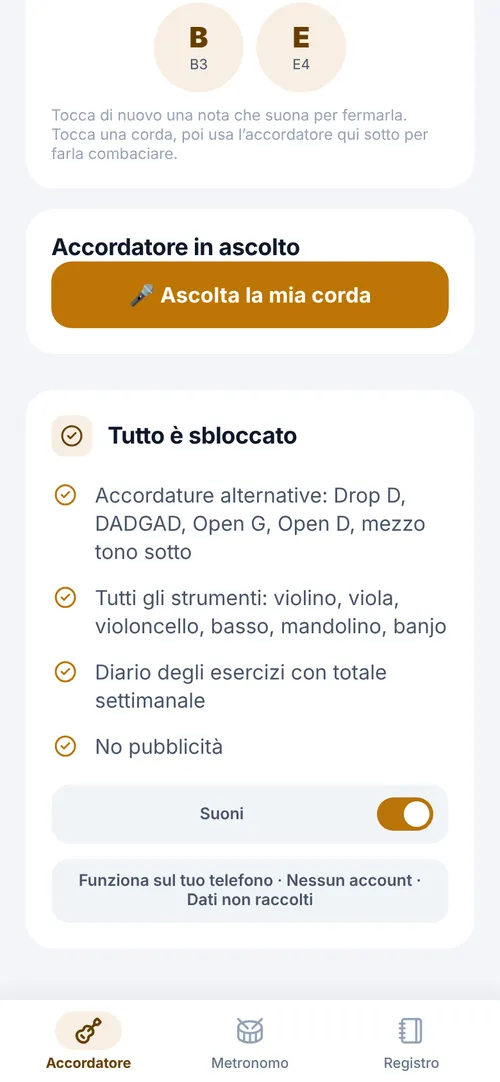 B
B3
E
E4
Tocca di nuovo una nota che suona per fermarla.
Tocca una corda, poi usa l’accordatore qui sotto per
farla combaciare.
Accordatore in ascolto
🎤 Ascolta la mia corda
Tutto è sbloccato
Accordature alternative: Drop D,
DADGAD, Open G, Open D, mezzo
tono sotto
Tutti gli strumenti: violino, viola,
violoncello, basso, mandolino, banjo
Diario degli esercizi con totale
settimanale
No pubblicità
Suoni
Funziona sul tuo telefono · Nessun account ·
Dati non raccolti
Accordatore
Metronomo
Registro